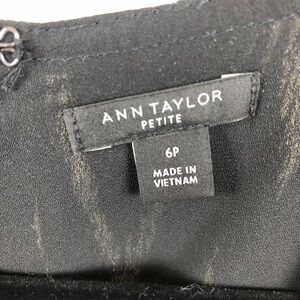 ANN TAYLOR
PETITE
6P
MADE IN
VIETNAM